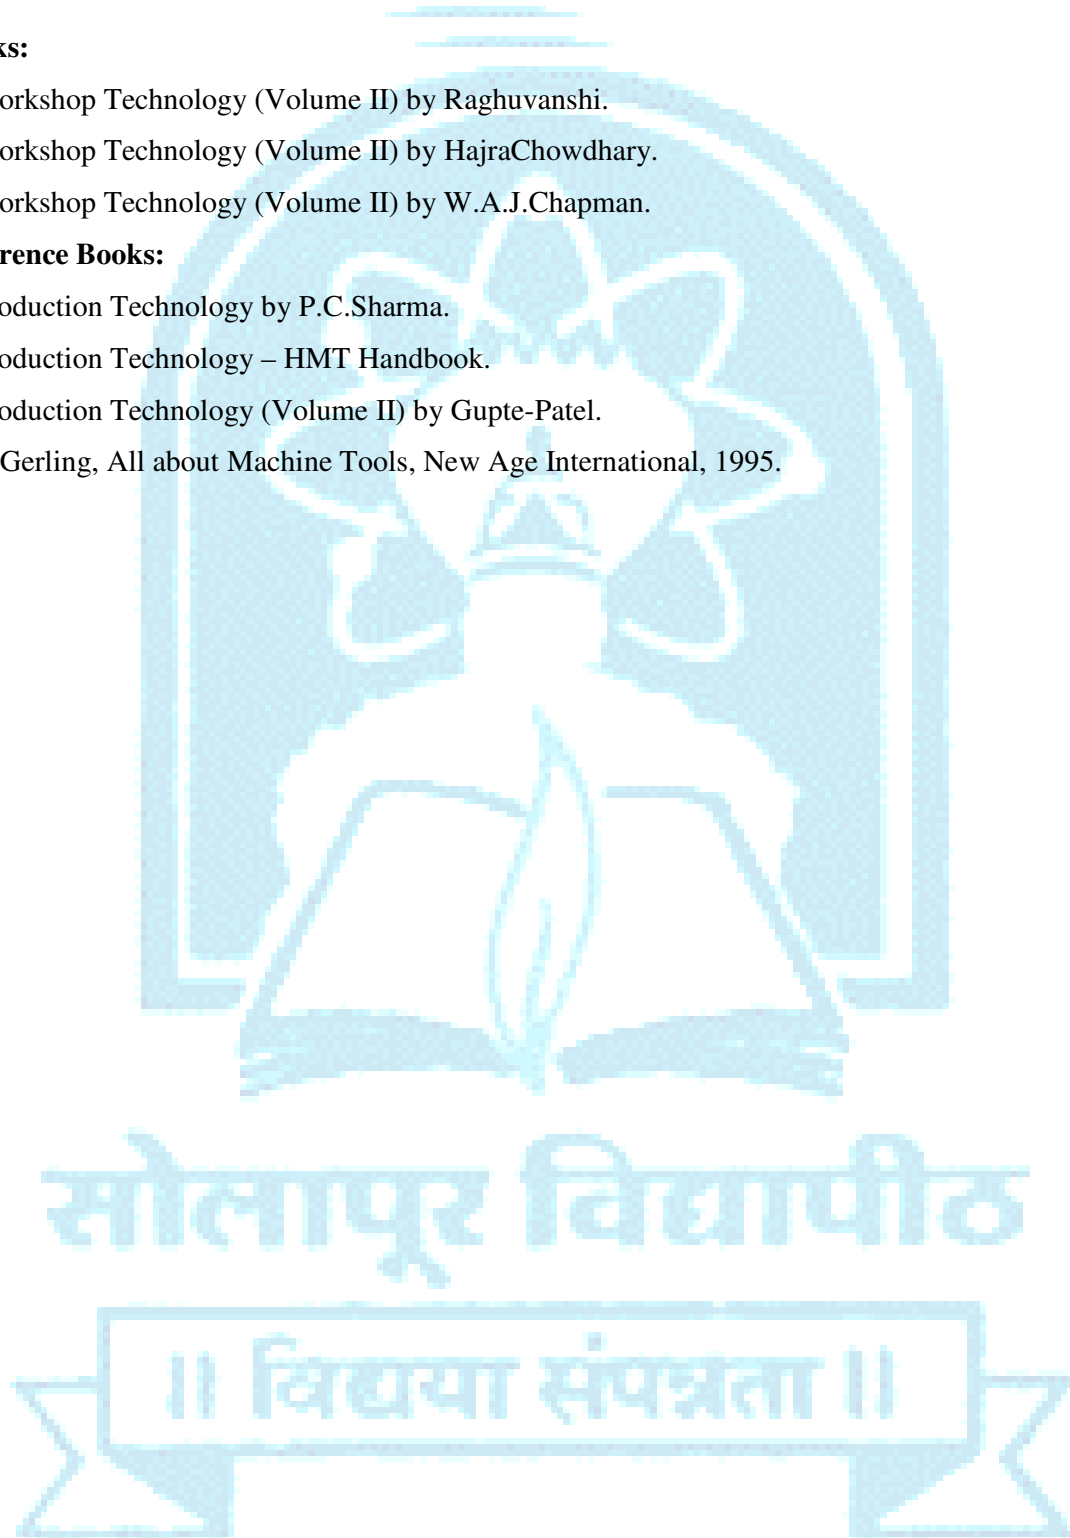 ks:
orkshop Technology (Volume II) by Raghuvanshi.
orkshop Technology (Volume II) by HajraChowdhary.
orkshop Technology (Volume II) by W.A.J.Chapman.
rence Books:
oduction Technology by P.C.Sharma.
oduction Technology – HMT Handbook.
oduction Technology (Volume II) by Gupte-Patel.
Gerling, All about Machine Tools, New Age International, 1995.
सोलापूर विद्यापीठ
॥ विद्यया संपन्नता ॥